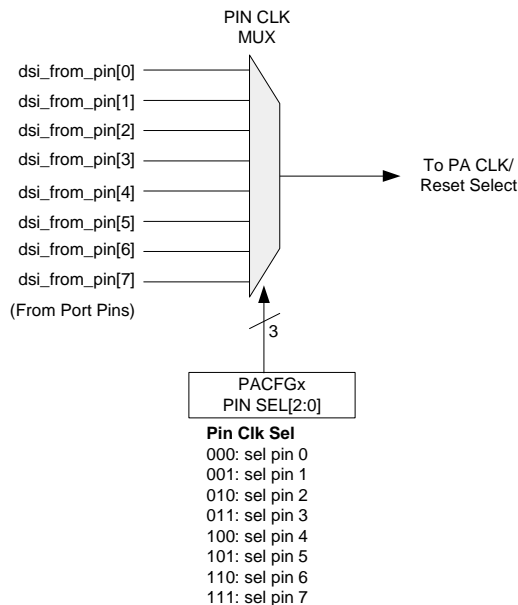 PIN CLK
MUX
dsi_from_pin[0]
dsi_from_pin[1]
dsi_from_pin[2]
dsi_from_pin[3]
dsi_from_pin[4]
dsi_from_pin[5]
dsi_from_pin[6]
dsi_from_pin[7]
(From Port Pins)
To PA CLK/
Reset Select
3
PACFGx
PIN SEL[2:0]
Pin Clk Sel
000: sel pin 0
001: sel pin 1
010: sel pin 2
011: sel pin 3
100: sel pin 4
101: sel pin 5
110: sel pin 6
111: sel pin 7